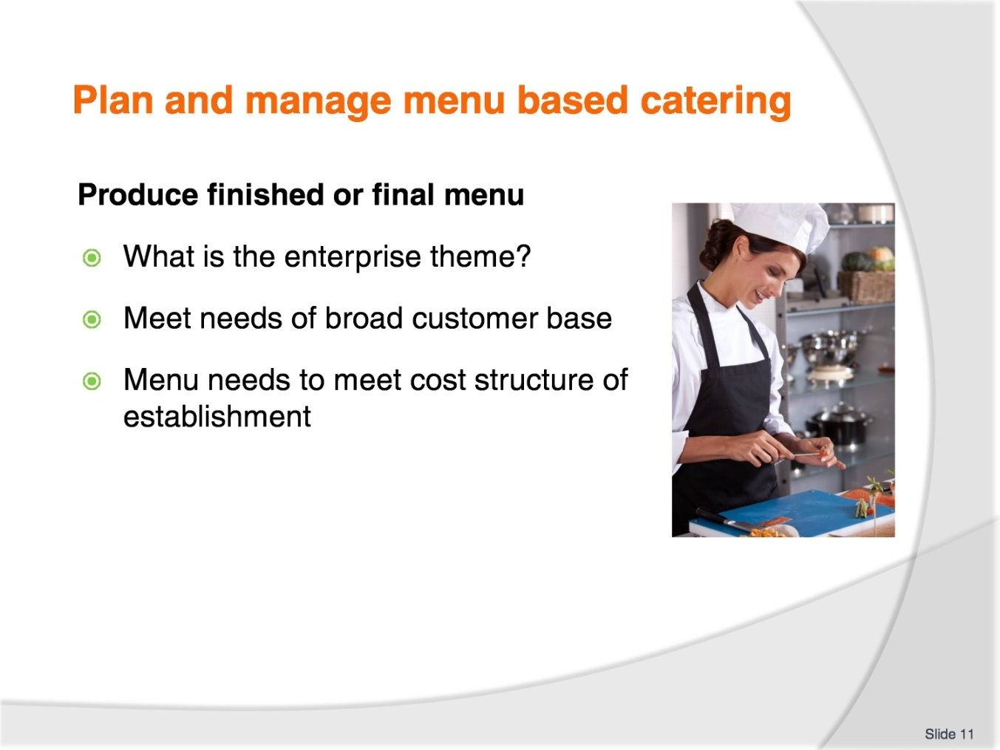 Plan and manage menu based catering
Produce finished or final menu
What is the enterprise theme?
Meet needs of broad customer base
Menu needs to meet cost structure of
establishment
Slide 11